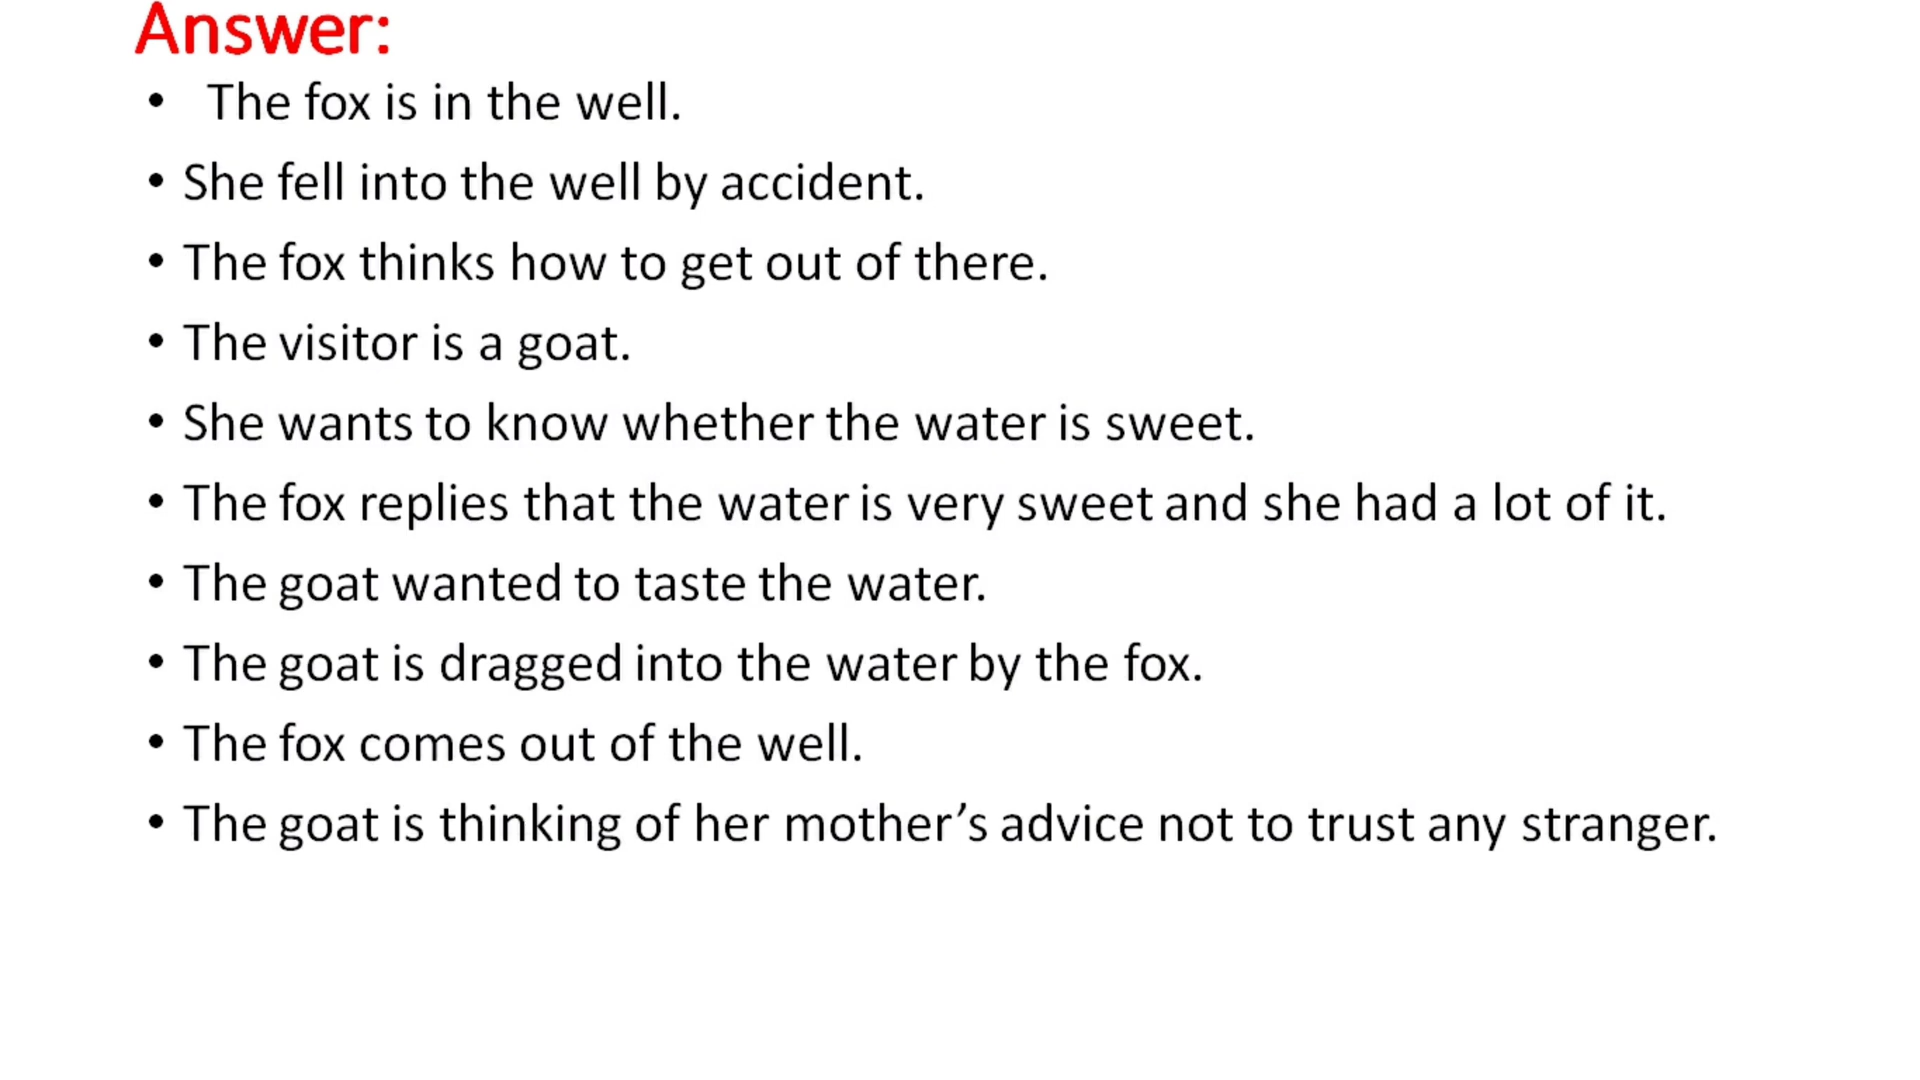 Answer:
• The fox is in the well.
• She fell into the well by accident.
• The fox thinks how to get out of there.
• The visitor is a goat.
• She wants to know whether the water is sweet.
• The fox replies that the water is very sweet and she had a lot of it.
• The goat wanted to taste the water.
• The goat is dragged into the water by the fox.
• The fox comes out of the well.
• The goat is thinking of her mother’s advice not to trust any stranger.